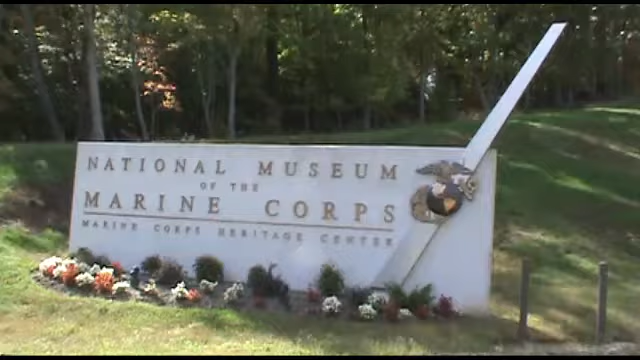 NATIONAL MUSEUM
OF THE
MARINE CORPS
MARINE CORPS HERITAGE CENTER